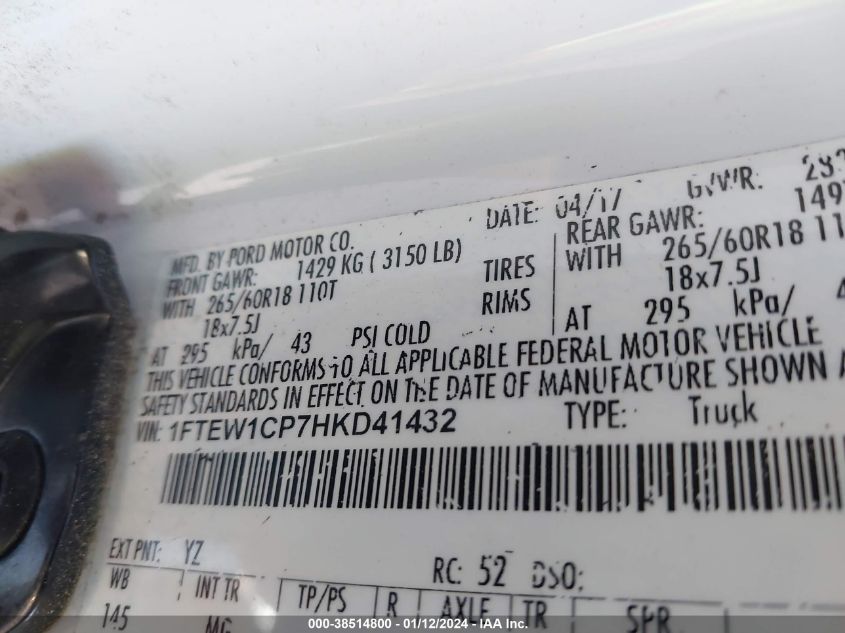 MFD. BY FORD MOTOR CO.
DATE: 04/17 GVWR:
FRONT GAWR: 1429 KG ( 3150 LB) REAR GAWR:
WITH 265/60R18 110T TIRES WITH 265/60R18
18x7.5J RIMS 18x7.5J
AT 295 kPa/ 43 PSI COLD AT 295 kPa/
THIS VEHICLE CONFORMS TO ALL APPLICABLE FEDERAL MOTOR VEHICLE
SAFETY STANDARDS IN EFFECT ON THE DATE OF MANUFACTURE SHOWN
VIN: 1FTEW1CP7HKD41432 TYPE: Truck
EXT PNT: YZ RC: 52 DSO:
WB INT TR TP/PS R AXLE TR SPR
145 MG
000-38514800 - 01/12/2024 - IAA Inc.